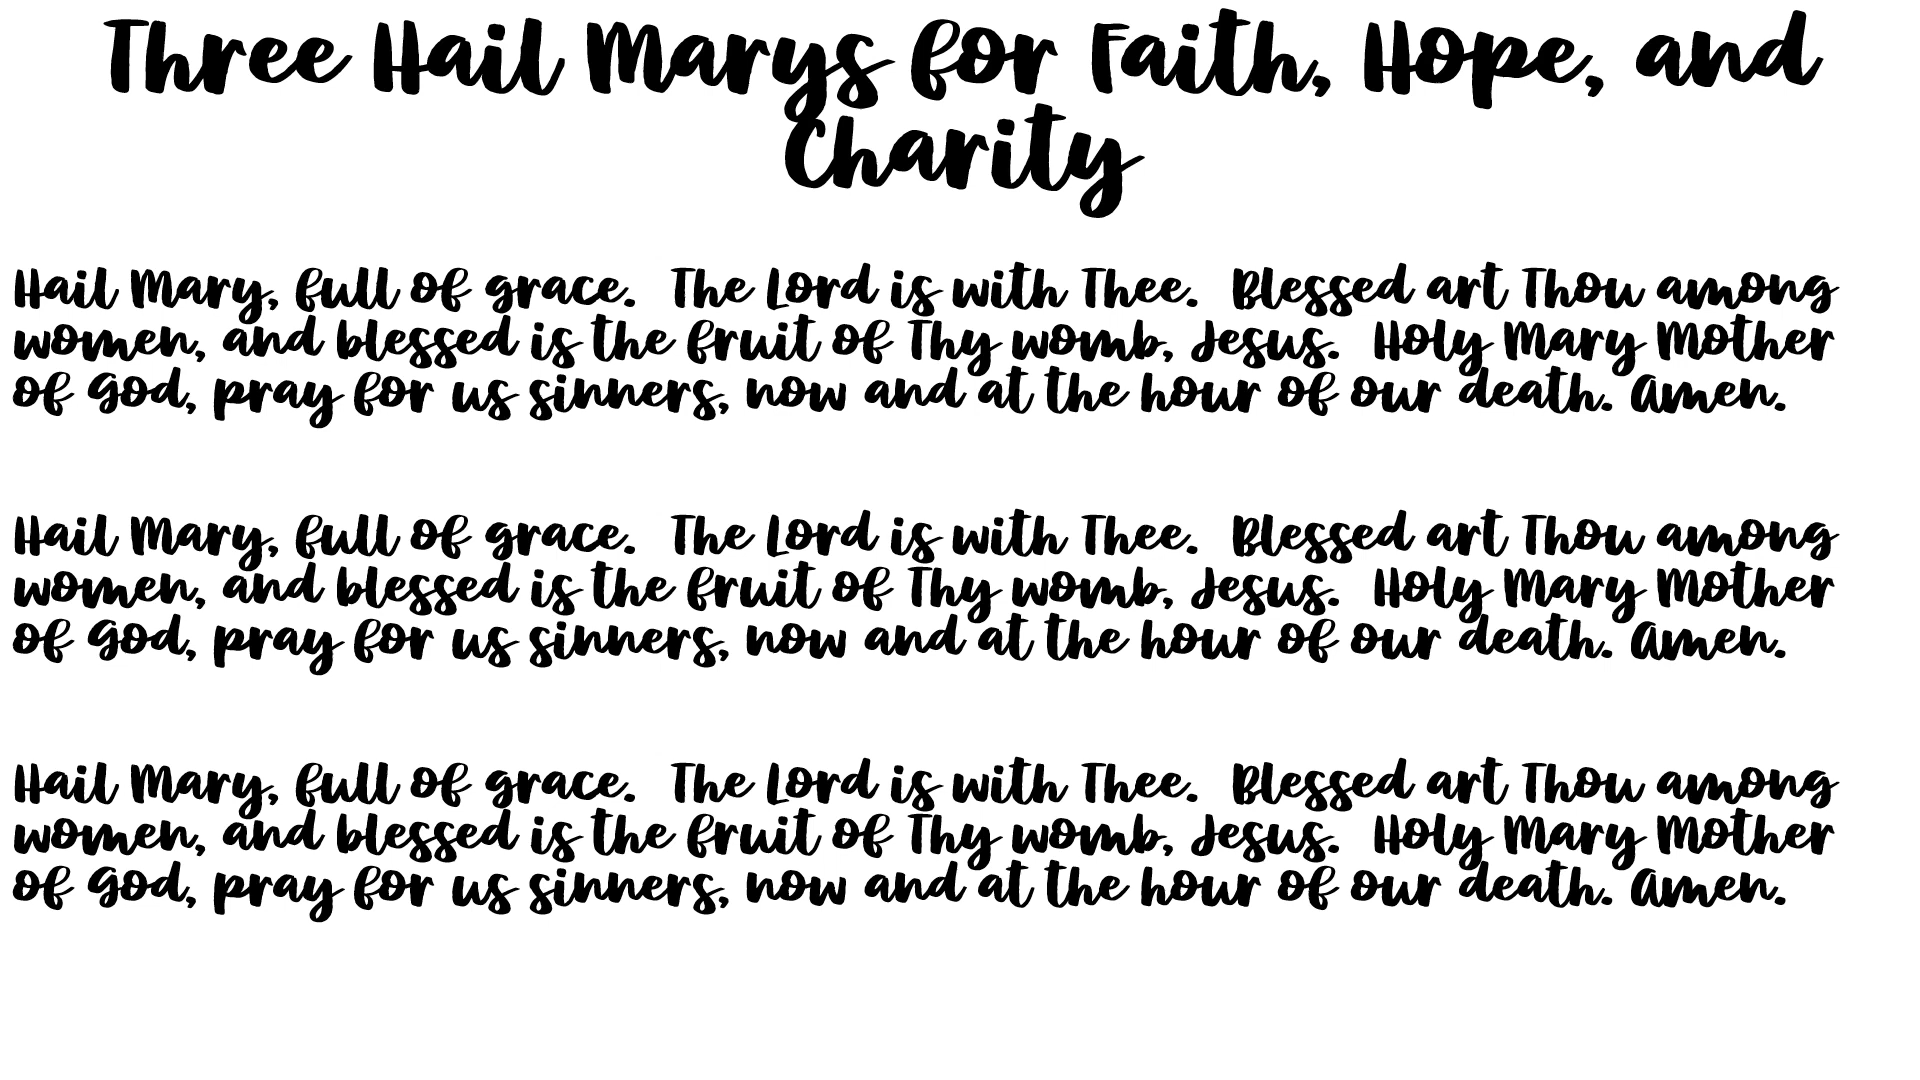 Three Hail Marys for Faith, Hope, and
Charity
Hail Mary, full of grace.  The Lord is with Thee.  Blessed art Thou among
women, and blessed is the fruit of Thy womb, Jesus.  Holy Mary Mother
of God, pray for us sinners, now and at the hour of our death. Amen.
Hail Mary, full of grace.  The Lord is with Thee.  Blessed art Thou among
women, and blessed is the fruit of Thy womb, Jesus.  Holy Mary Mother
of God, pray for us sinners, now and at the hour of our death. Amen.
Hail Mary, full of grace.  The Lord is with Thee.  Blessed art Thou among
women, and blessed is the fruit of Thy womb, Jesus.  Holy Mary Mother
of God, pray for us sinners, now and at the hour of our death. Amen.